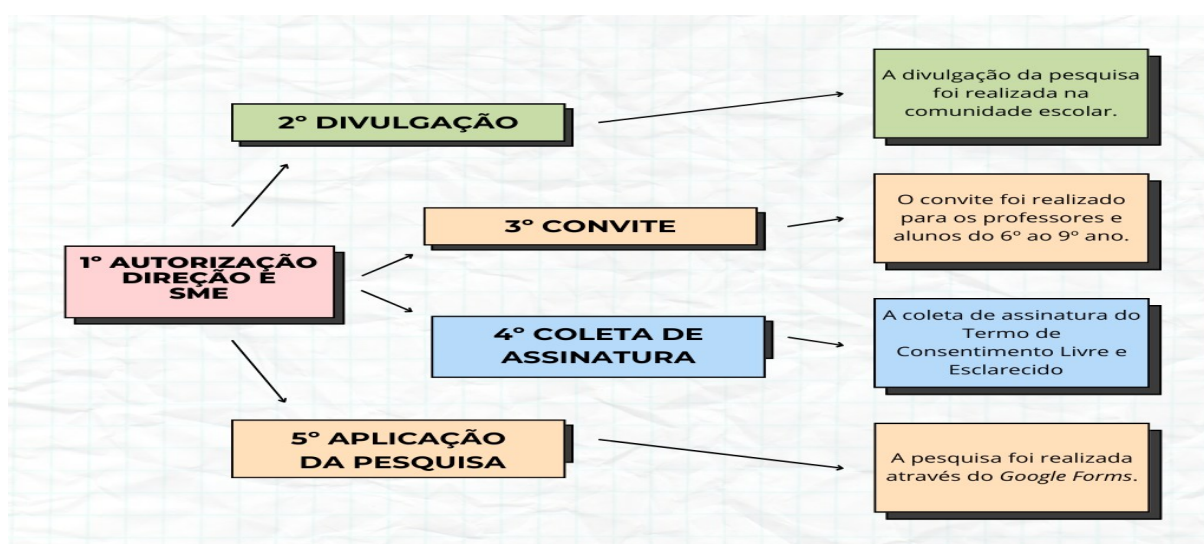 2º DIVULGAÇÃO
A divulgação da pesquisa
foi realizada na
comunidade escolar.
3º CONVITE
O convite foi realizado
para os professores e
alunos do 6º ao 9º ano.
1º AUTORIZAÇÃO
DIREÇÃO E
SME
4º COLETA DE
ASSINATURA
A coleta de assinatura do
Termo de
Consentimento Livre e
Esclarecido
5º APLICAÇÃO
DA PESQUISA
A pesquisa foi realizada
através do Google Forms.